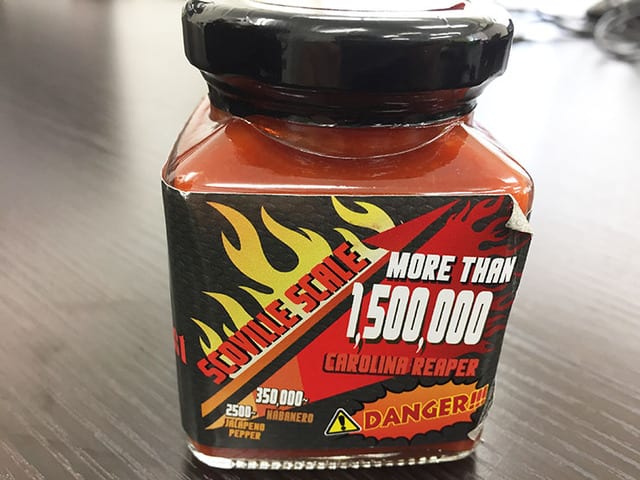 SCOVILLE SCALE
MORE THAN
1,500,000
CAROLINA REAPER
350,000~
HABANERO
2500~
JALAPENO
PEPPER
DANGER!!!